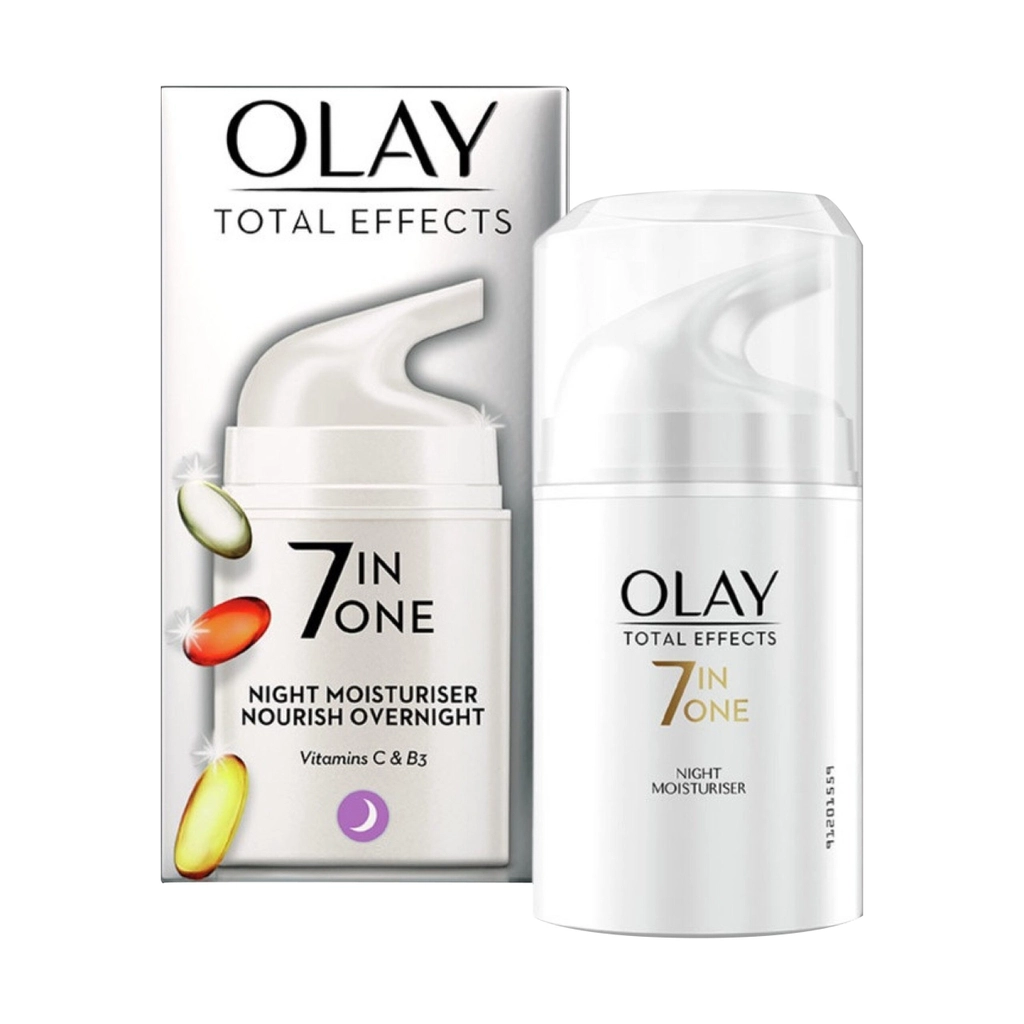 OLAY
TOTAL EFFECTS
7 IN
ONE
NIGHT MOISTURISER
NOURISH OVERNIGHT
Vitamins C & B3
OLAY
TOTAL EFFECTS
7 IN
ONE
NIGHT
MOISTURISER